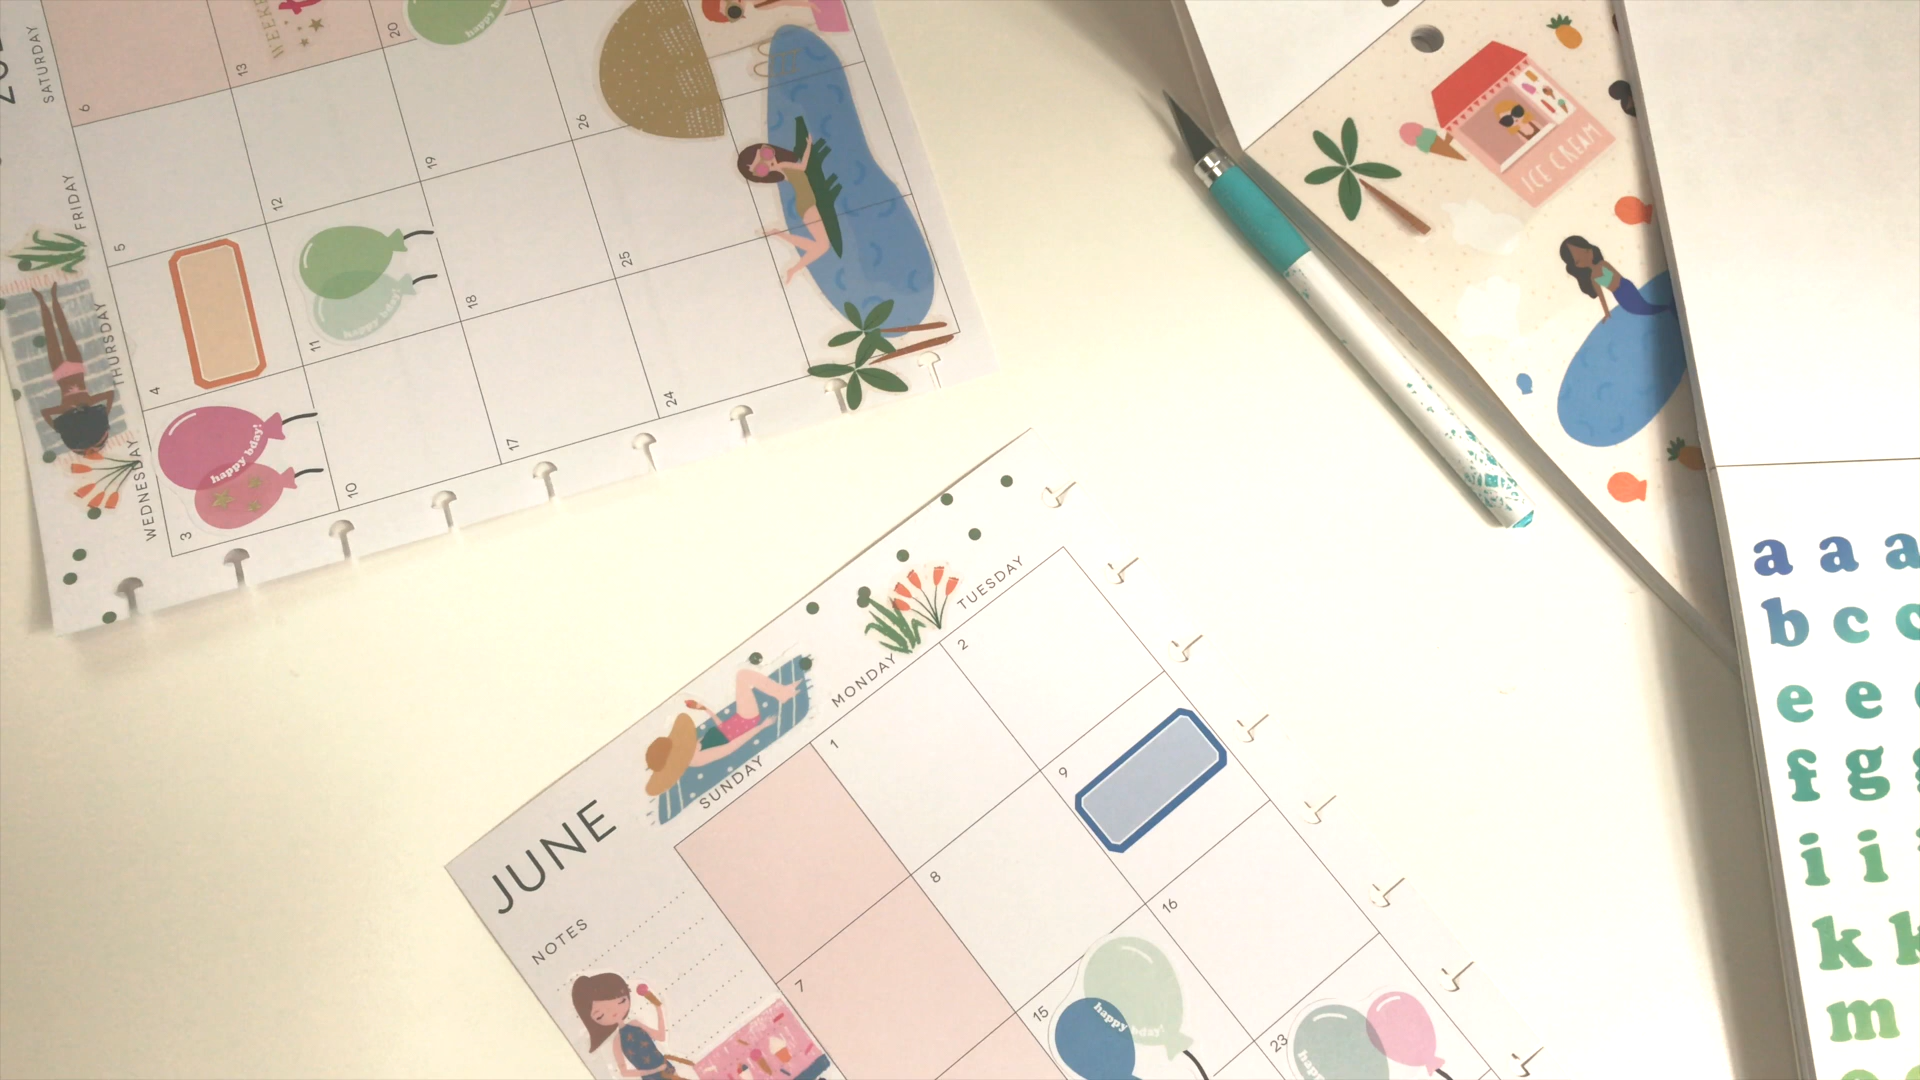 SATURDAY
FRIDAY
THURSDAY
WEDNESDAY
6
13
20
5
12
19
26
4
11
18
25
3
10
17
24
happy bday!
happy bday!
ICE CREAM
JUNE
NOTES
SUNDAY
MONDAY
TUESDAY
1
2
7
8
9
15
16
23
happy bday!
a a a
b c c
e e
f g
i i
k k
m